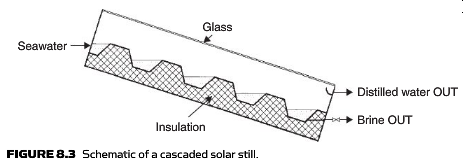 Glass
Seawater
Distilled water OUT
Brine OUT
Insulation
FIGURE 8.3 Schematic of a cascaded solar still.